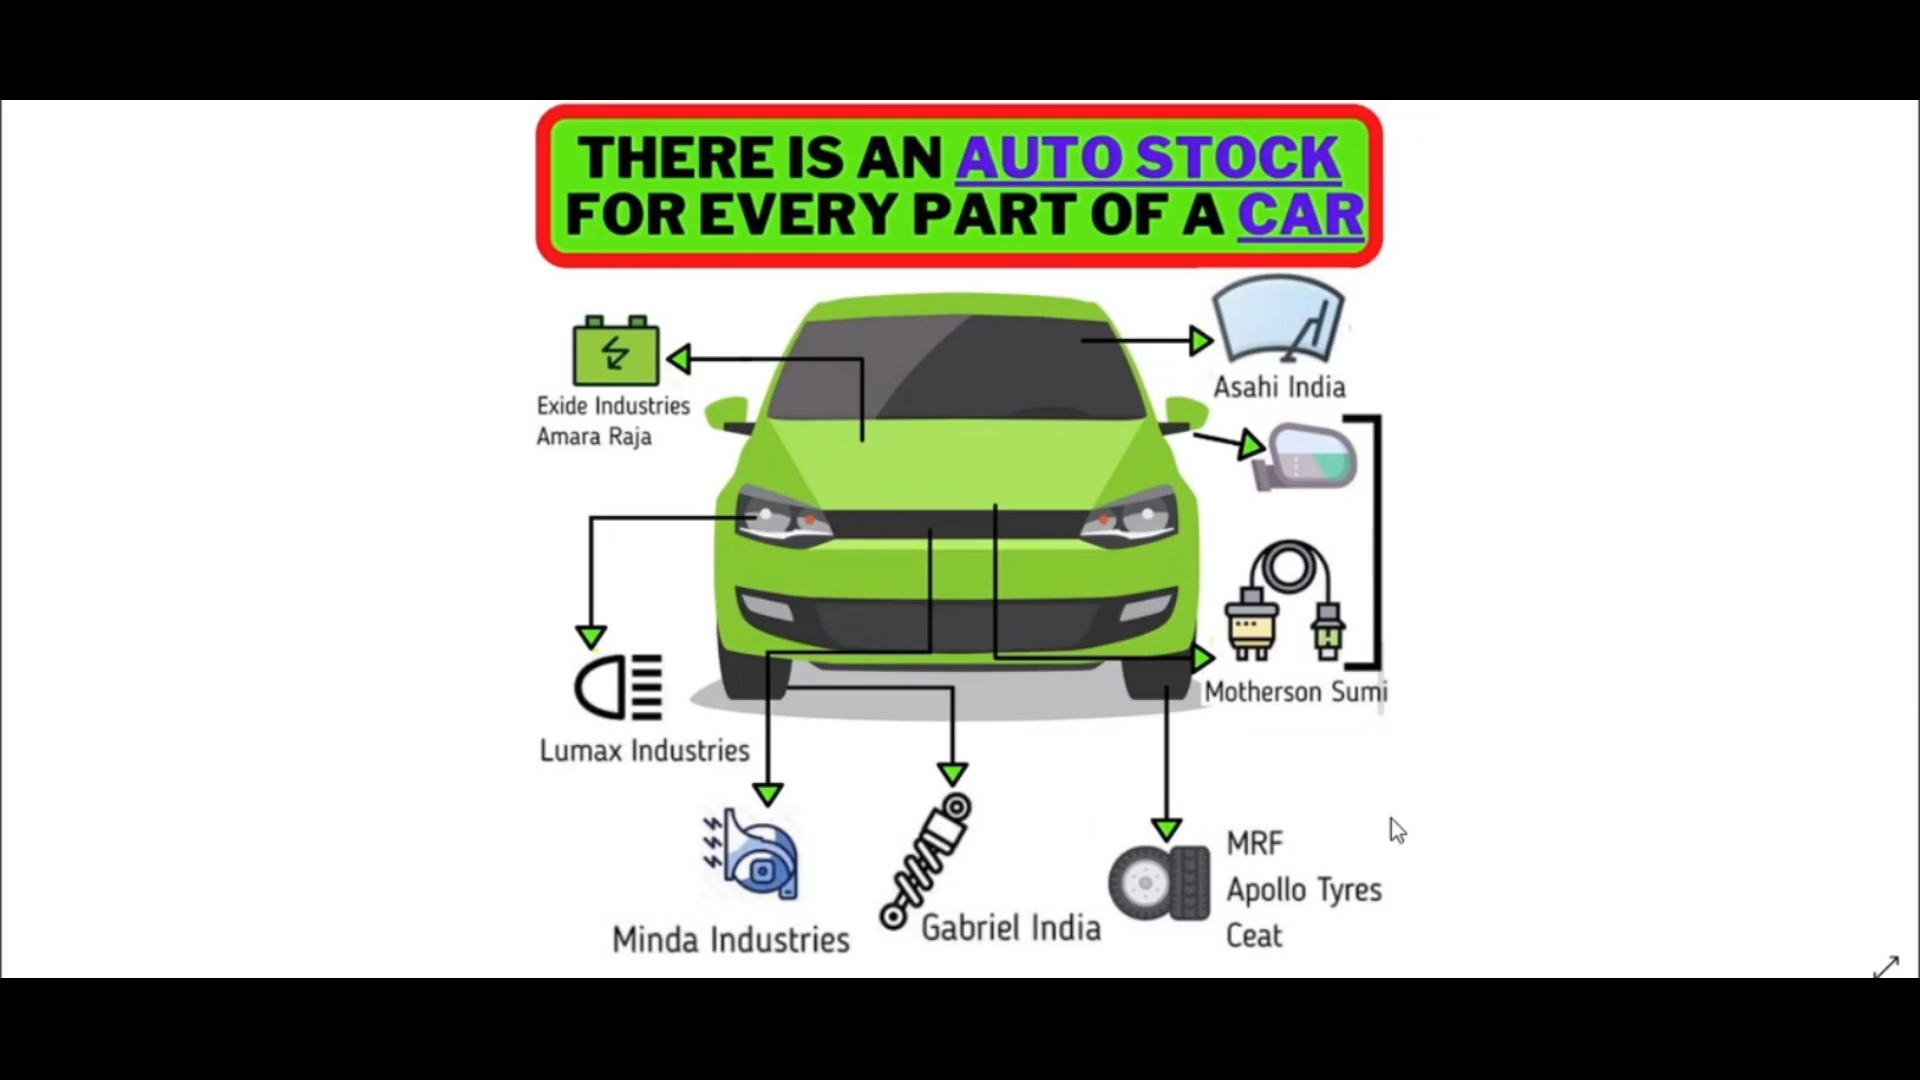 THERE IS AN AUTO STOCK
FOR EVERY PART OF A CAR
Exide Industries
Amara Raja
Asahi India
Lumax Industries
Motherson Sumi
Minda Industries
Gabriel India
MRF
Apollo Tyres
Ceat